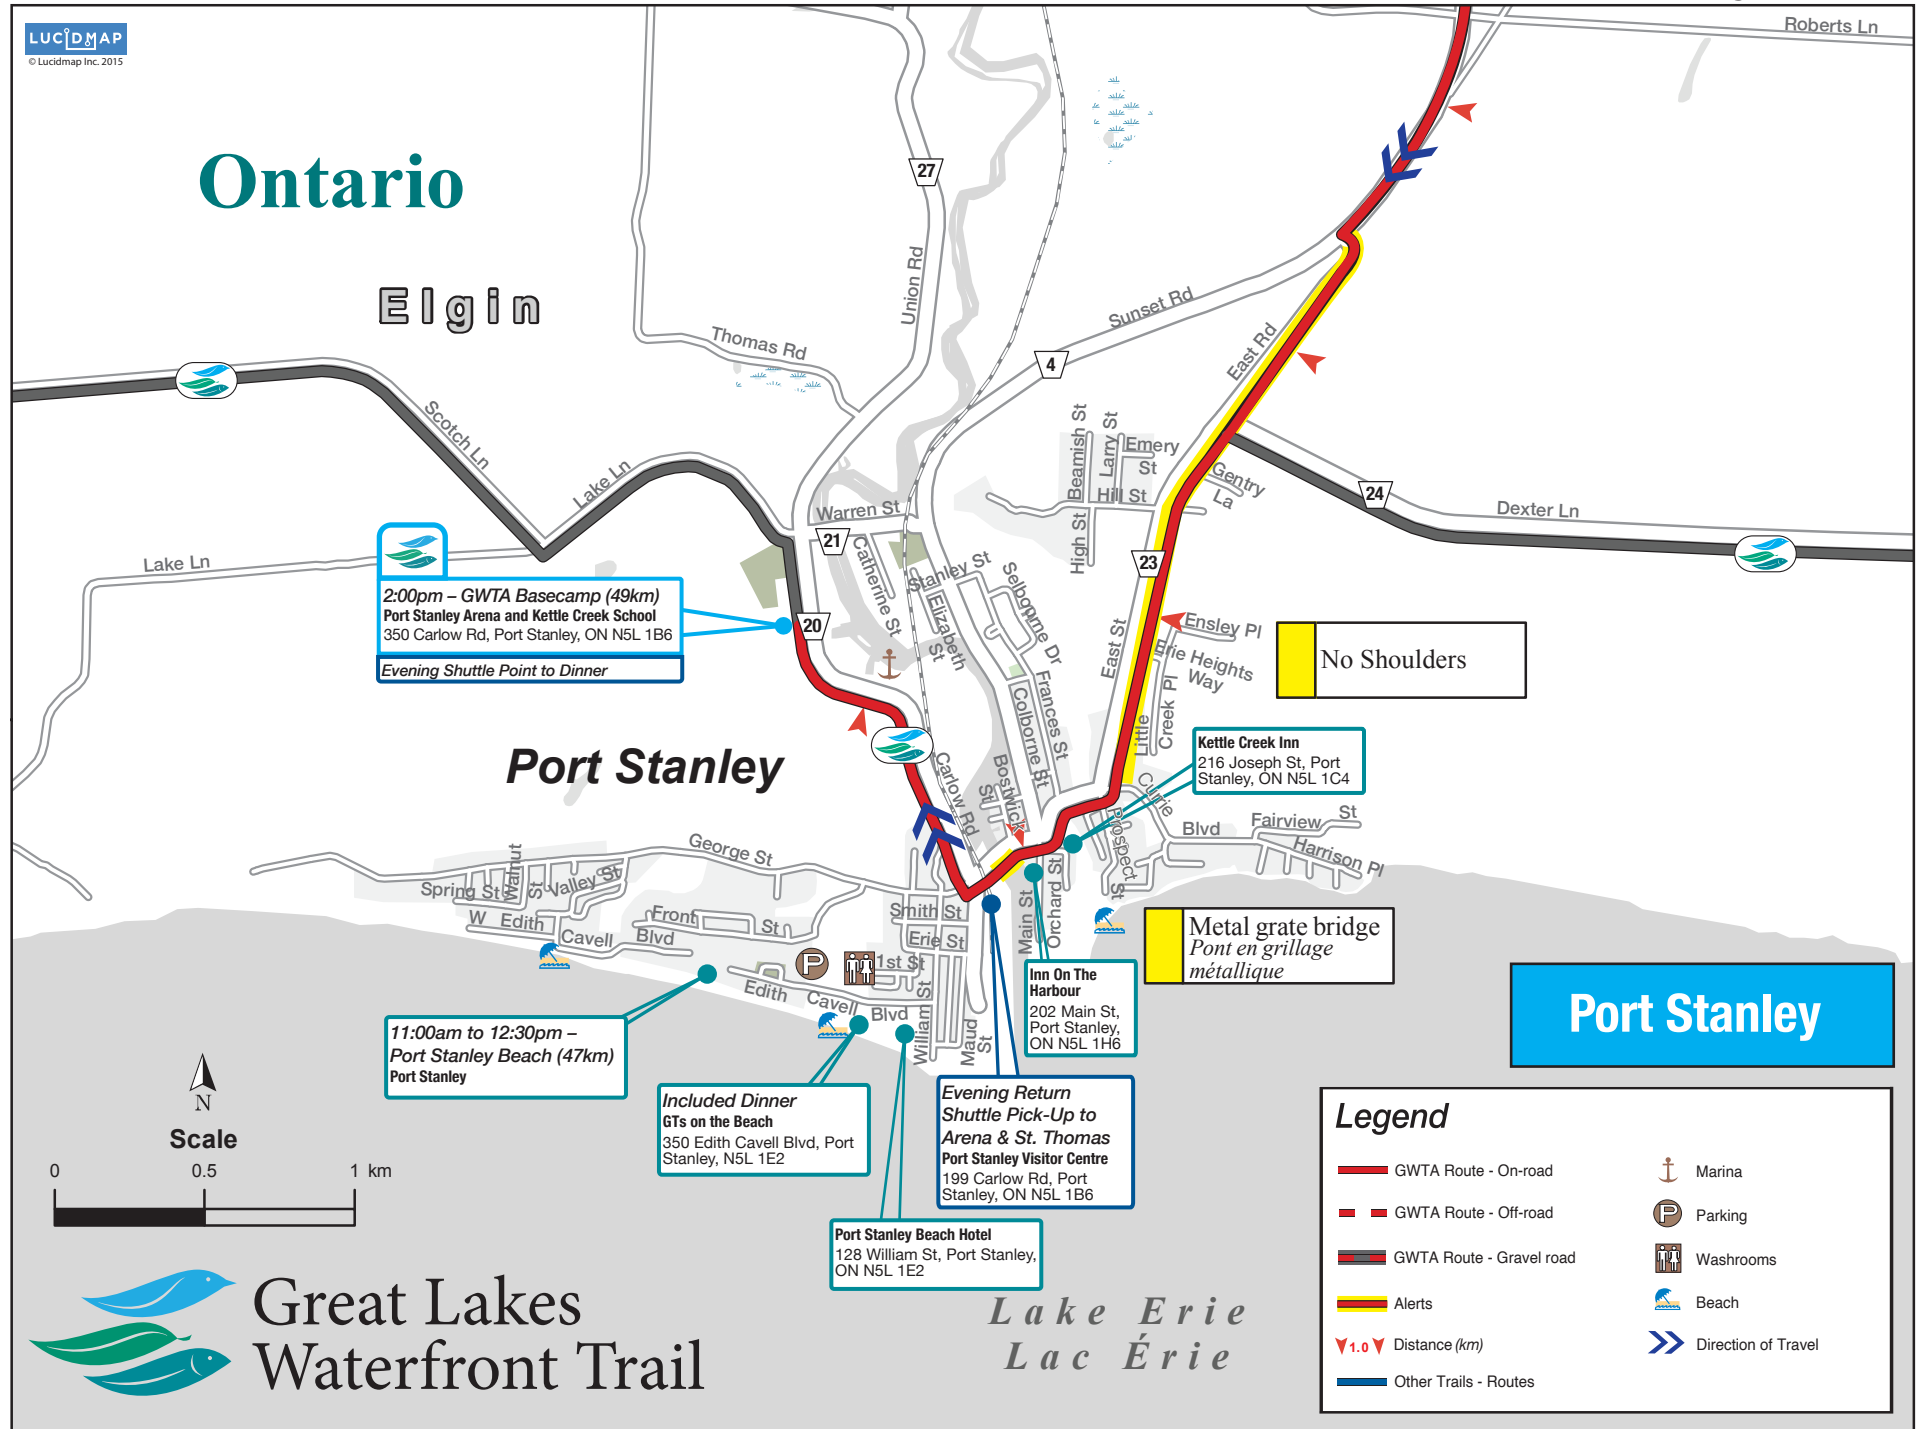 LUCIDMAP
© Lucidmap Inc. 2015
Roberts Ln
Ontario
27
Elgin
Union Rd
Sunset Rd
Thomas Rd
4
East Rd
Scotch Ln
Lake Ln
Beamish St
Larry St
Emery
St
Hill St
Gentry
La
24
Dexter Ln
Warren St
21
Lake Ln
High St
23
Catherine St
Stanley St
Selbourne Dr
Elizabeth
St
2:00pm – GWTA Basecamp (49km)
Port Stanley Arena and Kettle Creek School
350 Carlow Rd, Port Stanley, ON N5L 1B6
Evening Shuttle Point to Dinner
20
Ensley Pl
Erie Heights
Way
East St
No Shoulders
Frances St
Colborne St
Little
Creek Pl
Port Stanley
Carlow Rd
Bostwick
St
Kettle Creek Inn
216 Joseph St, Port
Stanley, ON N5L 1C4
Currie
Blvd
Prospect
St
Fairview
St
Harrison Pl
George St
Walnut
St
Spring St
Valley St
W Edith
Cavell
Blvd
Front
St
Smith St
Erie St
1st St
Main St
Orchard St
Metal grate bridge
Pont en grillage
métallique
P
Edith
Cavell
Blvd
William St
Maud
St
Inn On The
Harbour
202 Main St,
Port Stanley,
ON N5L 1H6
Port Stanley
11:00am to 12:30pm –
Port Stanley Beach (47km)
Port Stanley
Included Dinner
GTs on the Beach
350 Edith Cavell Blvd, Port
Stanley, N5L 1E2
Evening Return
Shuttle Pick-Up to
Arena & St. Thomas
Port Stanley Visitor Centre
199 Carlow Rd, Port
Stanley, ON N5L 1B6
Port Stanley Beach Hotel
128 William St, Port Stanley,
ON N5L 1E2
N
Scale
0 0.5 1 km
Great Lakes
Waterfront Trail
Lake Erie
Lac Érie
Legend
GWTA Route - On-road
GWTA Route - Off-road
GWTA Route - Gravel road
Alerts
1.0 Distance (km)
Other Trails - Routes
Marina
P Parking
Washrooms
Beach
Direction of Travel